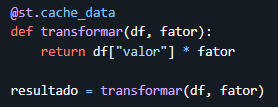 @st.cache_data
def transformar(df, fator):
    return df["valor"] * fator

resultado = transformar(df, fator)